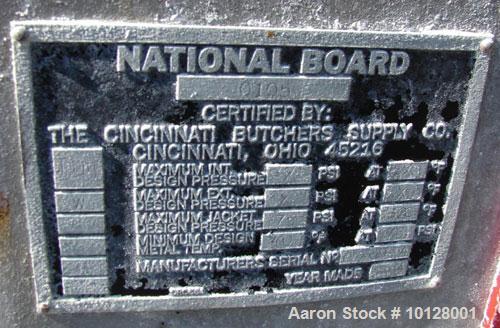 NATIONAL BOARD
CERTIFIED BY:
THE CINCINNATI BUTCHERS SUPPLY CO.
CINCINNATI, OHIO 45216
MAXIMUM INT. PSI AT °F
DESIGN PRESSURE
MAXIMUM EXT. PSI AT °F
DESIGN PRESSURE
MAXIMUM JACKET PSI AT °F
DESIGN PRESSURE
MINIMUM DESIGN °F AT
METAL TEMP.
MANUFACTURERS SERIAL Nº
YEAR MADE
Aaron Stock # 10128001